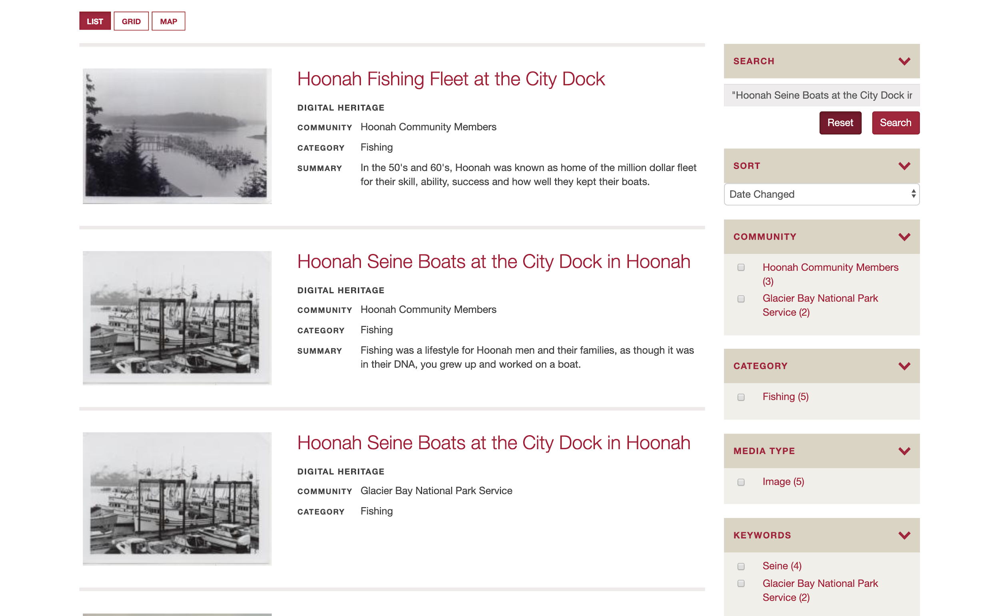 LIST GRID MAP
Hoonah Fishing Fleet at the City Dock
DIGITAL HERITAGE
COMMUNITY Hoonah Community Members
CATEGORY Fishing
SUMMARY In the 50's and 60's, Hoonah was known as home of the million dollar fleet
for their skill, ability, success and how well they kept their boats.
Hoonah Seine Boats at the City Dock in Hoonah
DIGITAL HERITAGE
COMMUNITY Hoonah Community Members
CATEGORY Fishing
SUMMARY Fishing was a lifestyle for Hoonah men and their families, as though it was
in their DNA, you grew up and worked on a boat.
Hoonah Seine Boats at the City Dock in Hoonah
DIGITAL HERITAGE
COMMUNITY Glacier Bay National Park Service
CATEGORY Fishing
SEARCH
"Hoonah Seine Boats at the City Dock ir
Reset Search
SORT
Date Changed
COMMUNITY
Hoonah Community Members
(3)
Glacier Bay National Park
Service (2)
CATEGORY
Fishing (5)
MEDIA TYPE
Image (5)
KEYWORDS
Seine (4)
Glacier Bay National Park
Service (2)